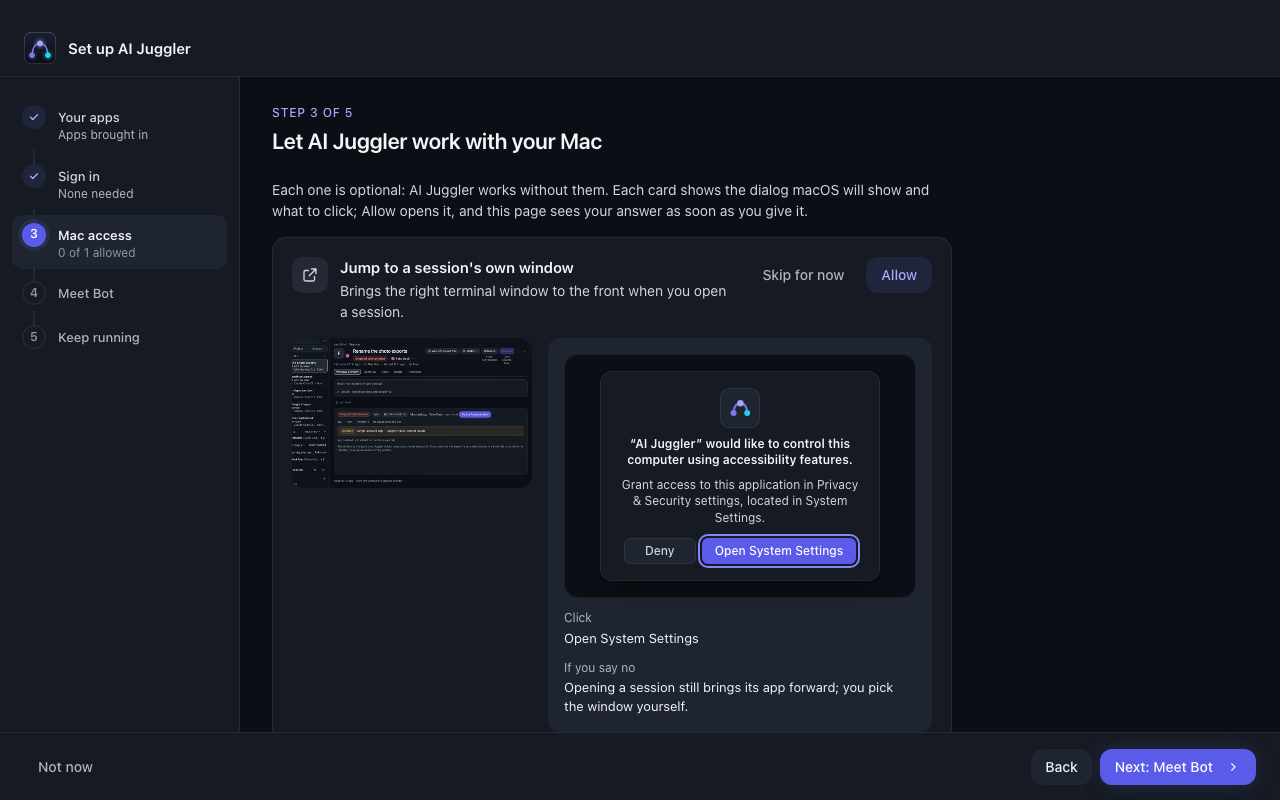 Set up AI Juggler
Your apps
Apps brought in
Sign in
None needed
3
Mac access
0 of 1 allowed
4
Meet Bot
5
Keep running
STEP 3 OF 5
Let AI Juggler work with your Mac
Each one is optional: AI Juggler works without them. Each card shows the dialog macOS will show and
what to click; Allow opens it, and this page sees your answer as soon as you give it.
Jump to a session's own window
Brings the right terminal window to the front when you open
a session.
Skip for now
Allow
Rename the photo exports
“AI Juggler” would like to control this
computer using accessibility features.
Grant access to this application in Privacy
& Security settings, located in System
Settings.
Deny
Open System Settings
Click
Open System Settings
If you say no
Opening a session still brings its app forward; you pick
the window yourself.
Not now
Back
Next: Meet Bot